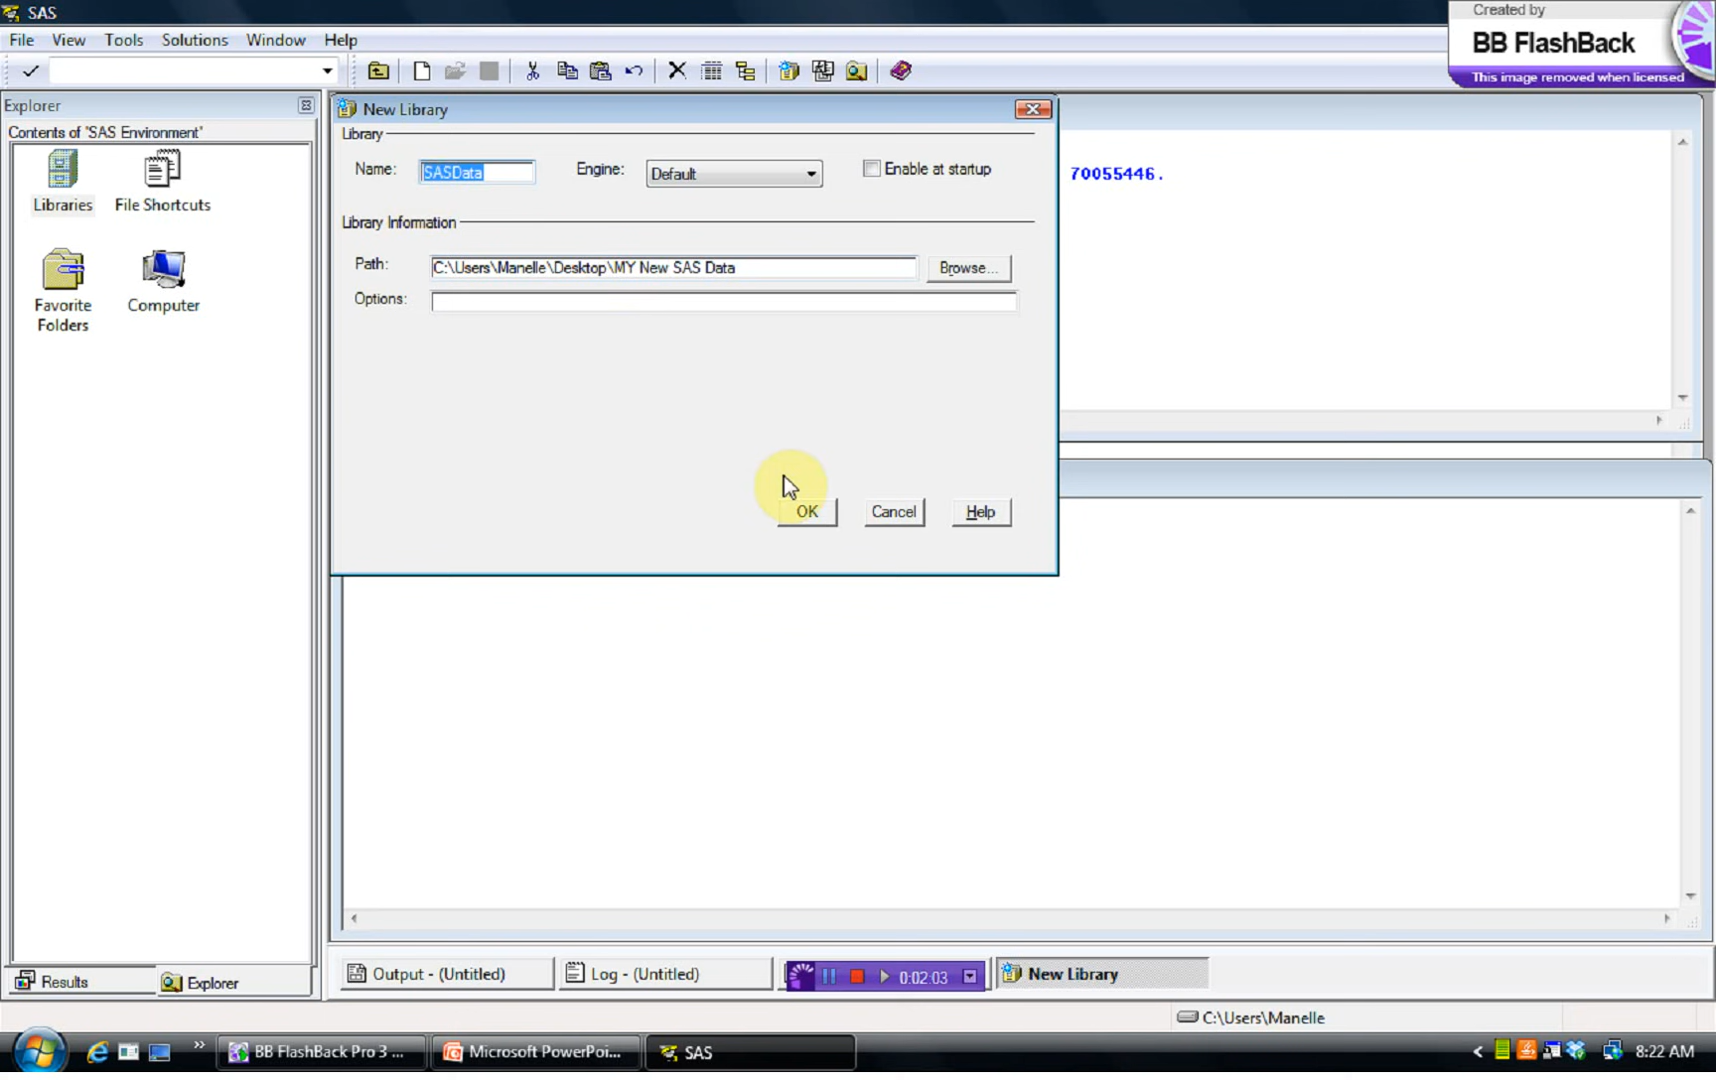 SAS
Created by
BB FlashBack
This image removed when licensed
File View Tools Solutions Window Help
Explorer
Contents of 'SAS Environment'
Libraries
File Shortcuts
Favorite
Folders
Computer
New Library
Library
Name: SASData Engine: Default Enable at startup
Library Information
Path: C:\Users\Manelle\Desktop\MY New SAS Data Browse...
Options:
OK Cancel Help
70055446.
Results Explorer
Output - (Untitled) Log - (Untitled) 0:02:03 New Library
C:\Users\Manelle
BB FlashBack Pro 3 ... Microsoft PowerPoi... SAS 8:22 AM